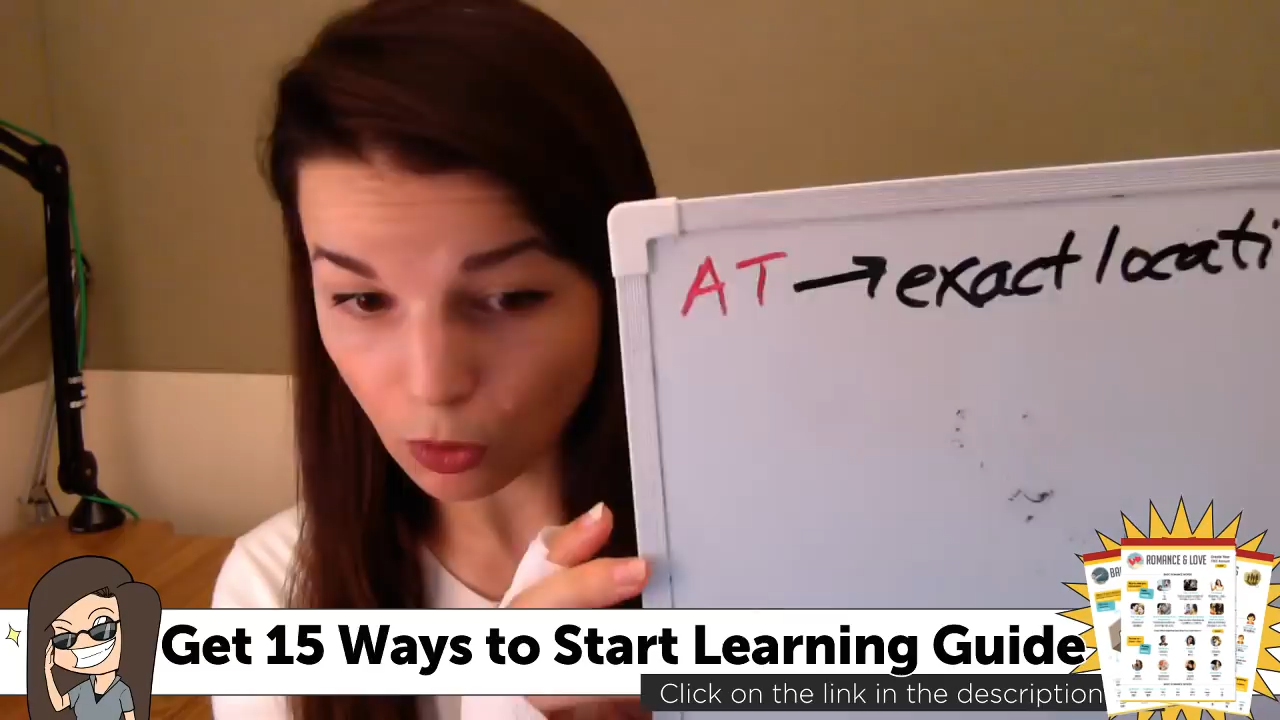 AT → exact locati
Get 15 Ways to Start Learning Guide
Click on the link in the description
ROMANCE & LOVE
BA